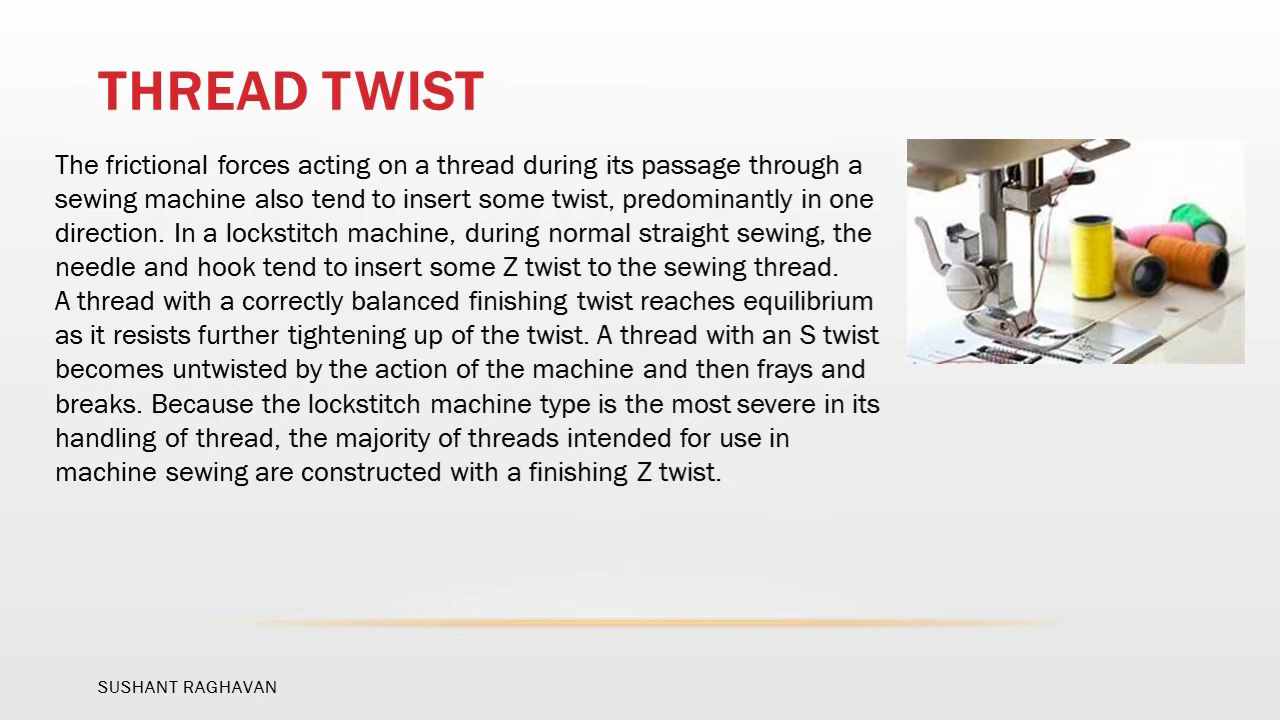 THREAD TWIST
The frictional forces acting on a thread during its passage through a
sewing machine also tend to insert some twist, predominantly in one
direction. In a lockstitch machine, during normal straight sewing, the
needle and hook tend to insert some Z twist to the sewing thread.
A thread with a correctly balanced finishing twist reaches equilibrium
as it resists further tightening up of the twist. A thread with an S twist
becomes untwisted by the action of the machine and then frays and
breaks. Because the lockstitch machine type is the most severe in its
handling of thread, the majority of threads intended for use in
machine sewing are constructed with a finishing Z twist.
SUSHANT RAGHAVAN